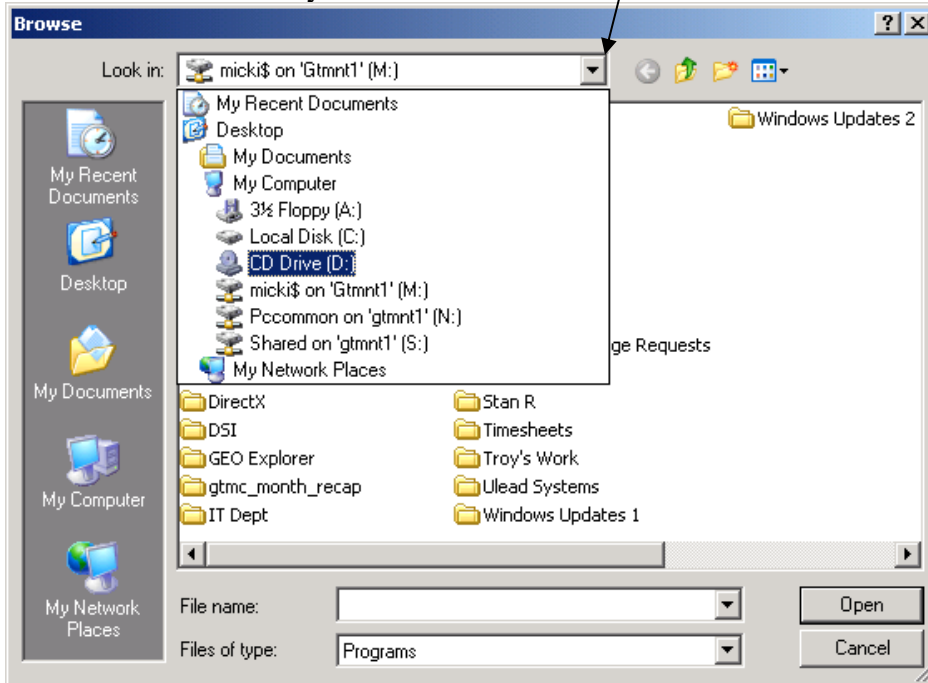 Browse
Look in:
micki$ on 'Gtmnt1' (M:)
My Recent Documents
Desktop
My Documents
My Computer
3½ Floppy (A:)
Local Disk (C:)
CD Drive (D:)
micki$ on 'Gtmnt1' (M:)
Pccommon on 'gtmnt1' (N:)
Shared on 'gtmnt1' (S:)
My Network Places
My Recent
Documents
Desktop
My Documents
My Computer
My Network
Places
Windows Updates 2
ge Requests
DirectX
Stan R
DSI
Timesheets
GEO Explorer
Troy's Work
gtmc_month_recap
Ulead Systems
IT Dept
Windows Updates 1
File name:
Open
Files of type:
Programs
Cancel